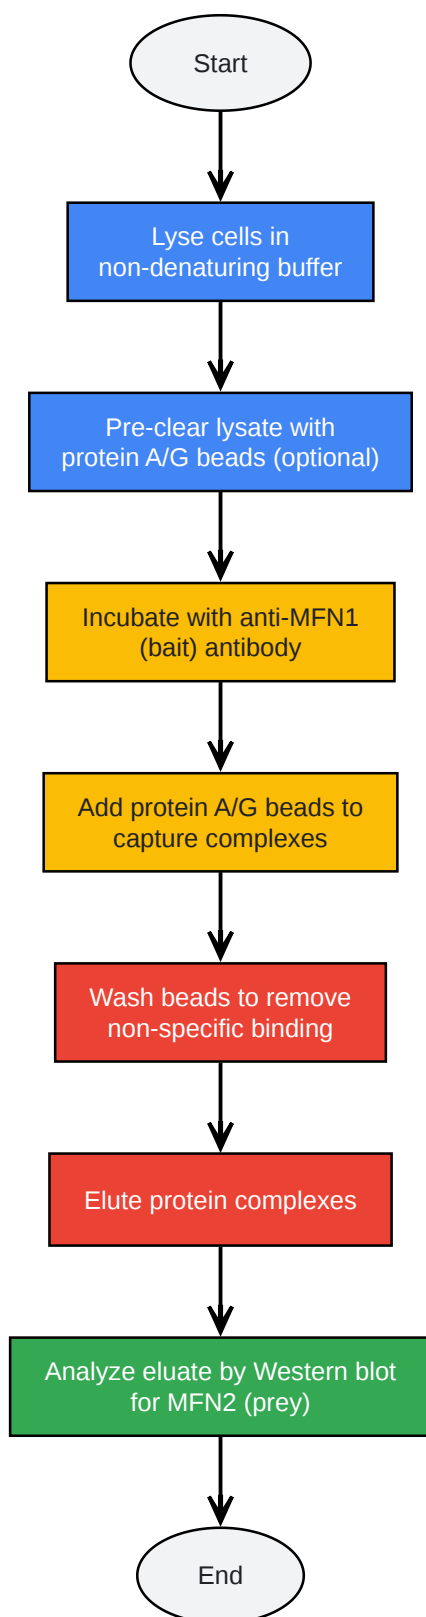 Start
Lyse cells in
non-denaturing buffer
Pre-clear lysate with
protein A/G beads (optional)
Incubate with anti-MFN1
(bait) antibody
Add protein A/G beads to
capture complexes
Wash beads to remove
non-specific binding
Elute protein complexes
Analyze eluate by Western blot
for MFN2 (prey)
End